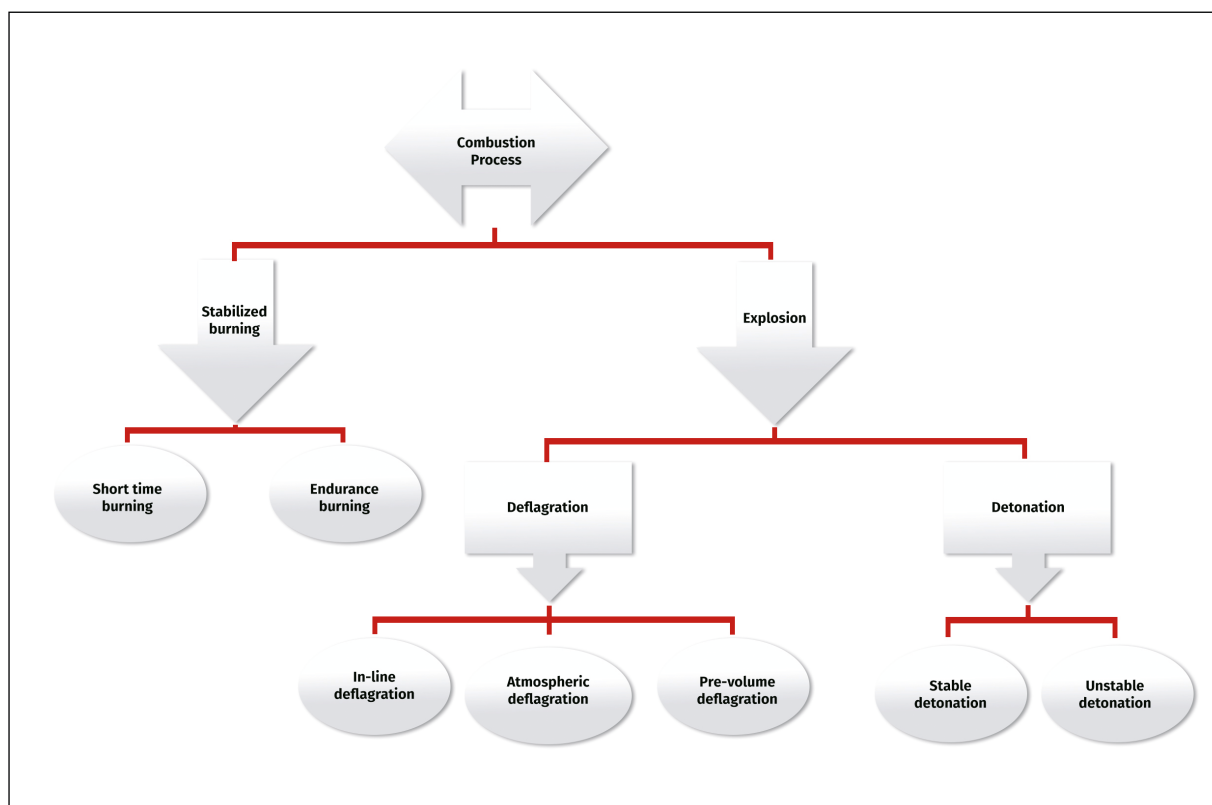 Combustion
Process
Stabilized
burning
Explosion
Short time
burning
Endurance
burning
Deflagration
Detonation
In-line
deflagration
Atmospheric
deflagration
Pre-volume
deflagration
Stable
detonation
Unstable
detonation